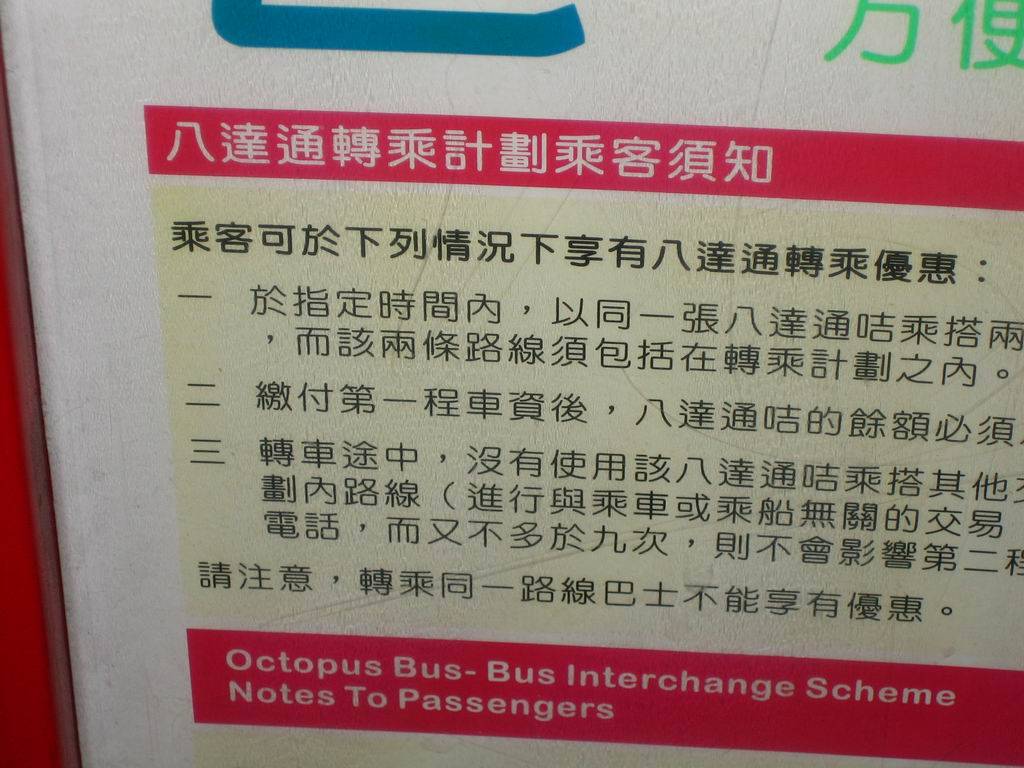 方便
八達通轉乘計劃乘客須知
乘客可於下列情況下享有八達通轉乘優惠：
一 於指定時間內，以同一張八達通咭乘搭兩
，而該兩條路線須包括在轉乘計劃之內。
二 繳付第一程車資後，八達通咭的餘額必須
三 轉車途中，沒有使用該八達通咭乘搭其他
劃內路線（進行與乘車或乘船無關的交易
電話，而又不多於九次，則不會影響第二程
請注意，轉乘同一路線巴士不能享有優惠。
Octopus Bus- Bus Interchange Scheme
Notes To Passengers